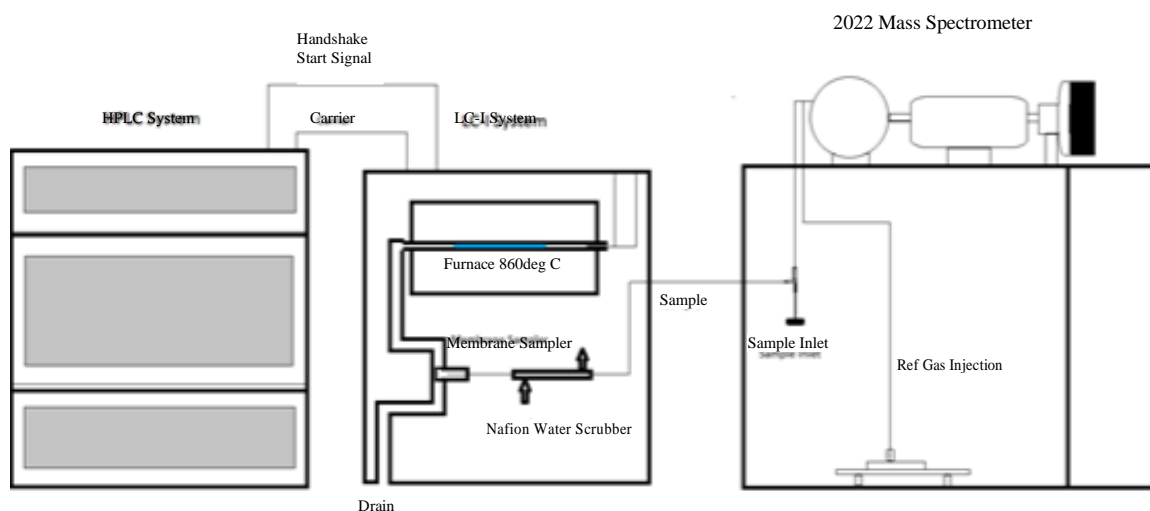 2022 Mass Spectrometer
Handshake
Start Signal
HPLC System
Carrier
LC-I System
Furnace 860deg C
Sample
Membrane Sampler
Sample Inlet
Ref Gas Injection
Nafion Water Scrubber
Drain